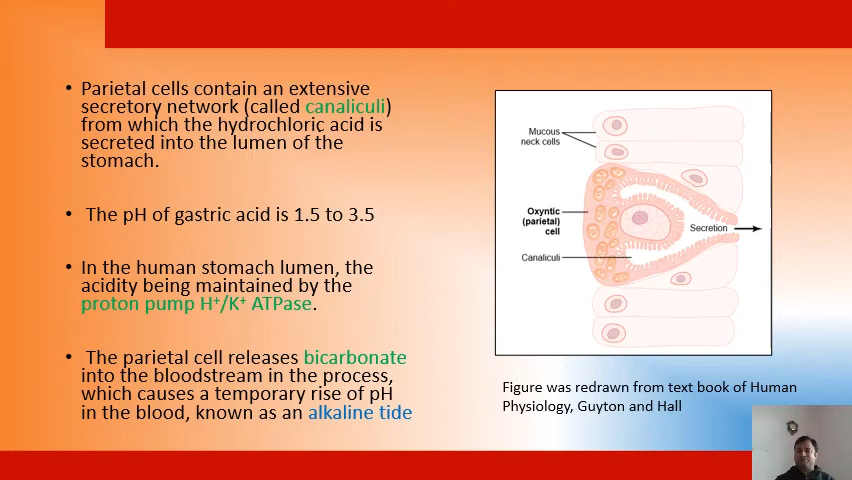 • Parietal cells contain an extensive
secretory network (called canaliculi)
from which the hydrochloric acid is
secreted into the lumen of the
stomach.
• The pH of gastric acid is 1.5 to 3.5
• In the human stomach lumen, the
acidity being maintained by the
proton pump H⁺/K⁺ ATPase.
• The parietal cell releases bicarbonate
into the bloodstream in the process,
which causes a temporary rise of pH
in the blood, known as an alkaline tide
Mucous
neck cells
Oxyntic
(parietal)
cell
Secretion
Canaliculi
Figure was redrawn from text book of Human
Physiology, Guyton and Hall